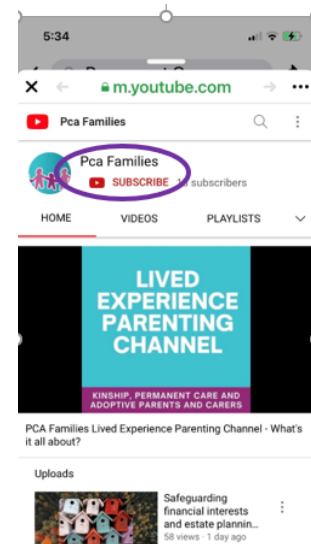 5:34
m.youtube.com
Pca Families
Pca Families
SUBSCRIBE subscribers
HOME VIDEOS PLAYLISTS
LIVED
EXPERIENCE
PARENTING
CHANNEL
KINSHIP, PERMANENT CARE AND
ADOPTIVE PARENTS AND CARERS
PCA Families Lived Experience Parenting Channel - What's
it all about?
Uploads
Safeguarding
financial interests
and estate plannin...
58 views · 1 day ago